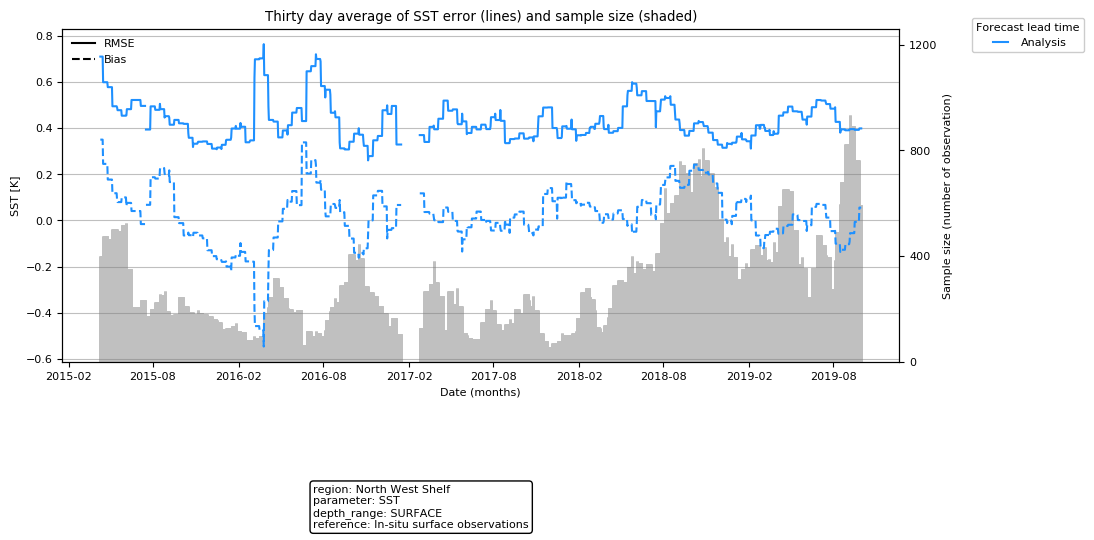 Thirty day average of SST error (lines) and sample size (shaded)
Forecast lead time
Analysis
RMSE
Bias
SST [K]
0.8
0.6
0.4
0.2
0.0
−0.2
−0.4
−0.6
1200
800
400
0
Sample size (number of observation)
2015-02
2015-08
2016-02
2016-08
2017-02
2017-08
2018-02
2018-08
2019-02
2019-08
Date (months)
region: North West Shelf
parameter: SST
depth_range: SURFACE
reference: In-situ surface observations